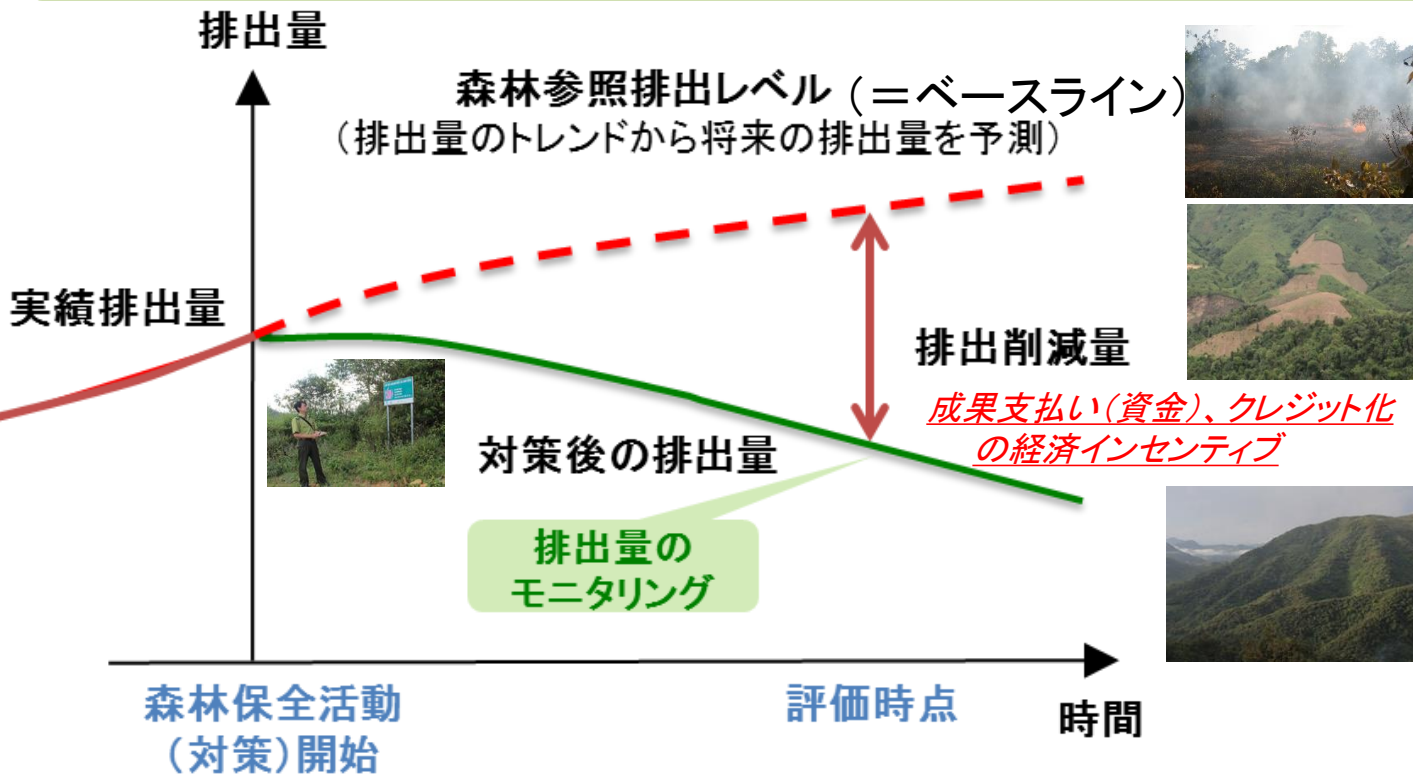 排出量
森林参照排出レベル（＝ベースライン）
（排出量のトレンドから将来の排出量を予測）
実績排出量
排出削減量
成果支払い（資金）、クレジット化
の経済インセンティブ
対策後の排出量
排出量の
モニタリング
森林保全活動
（対策）開始
評価時点
時間